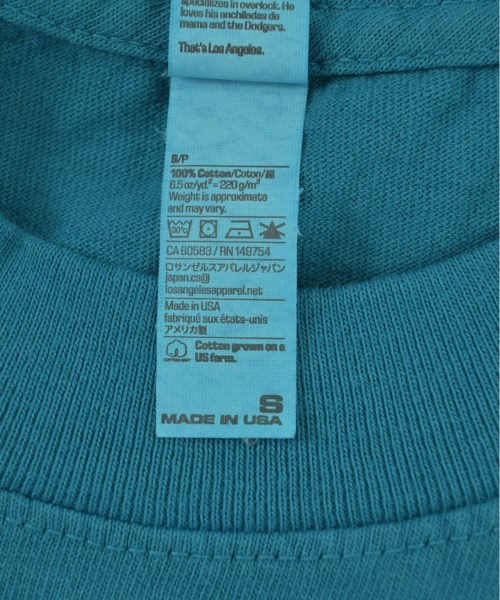 specializes in overlock. He
loves his enchiladas de
mama and the Dodgers.
That's Los Angeles.
S/P
100% Cotton/Coton/綿
6.5 oz/yd.²=220 g/m²
Weight is approximate
and may vary.
30°C
CA 60583 / RN 149754
ロサンゼルスアパレルジャパン
japan.cs@
losangelesapparel.net
Made in USA
fabriqué aux états-unis
アメリカ製
Cotton grown on a
US farm.
S
MADE IN USA